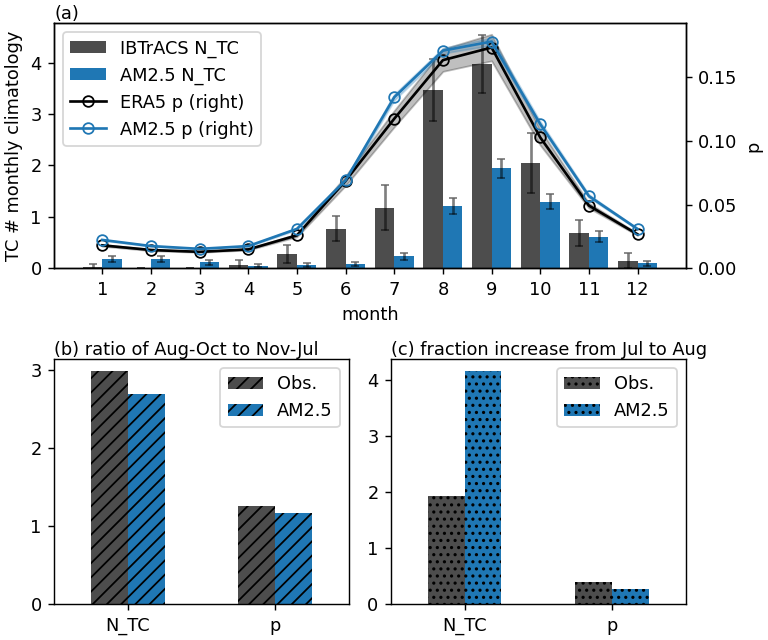 (a)
TC # monthly climatology
4
3
2
1
0
IBTrACS N_TC
AM2.5 N_TC
ERA5 p (right)
AM2.5 p (right)
0.15
0.10
0.05
0.00
p
1 2 3 4 5 6 7 8 9 10 11 12
month
(b) ratio of Aug-Oct to Nov-Jul
3
2
1
0
Obs.
AM2.5
N_TC p
(c) fraction increase from Jul to Aug
4
3
2
1
0
Obs.
AM2.5
N_TC p